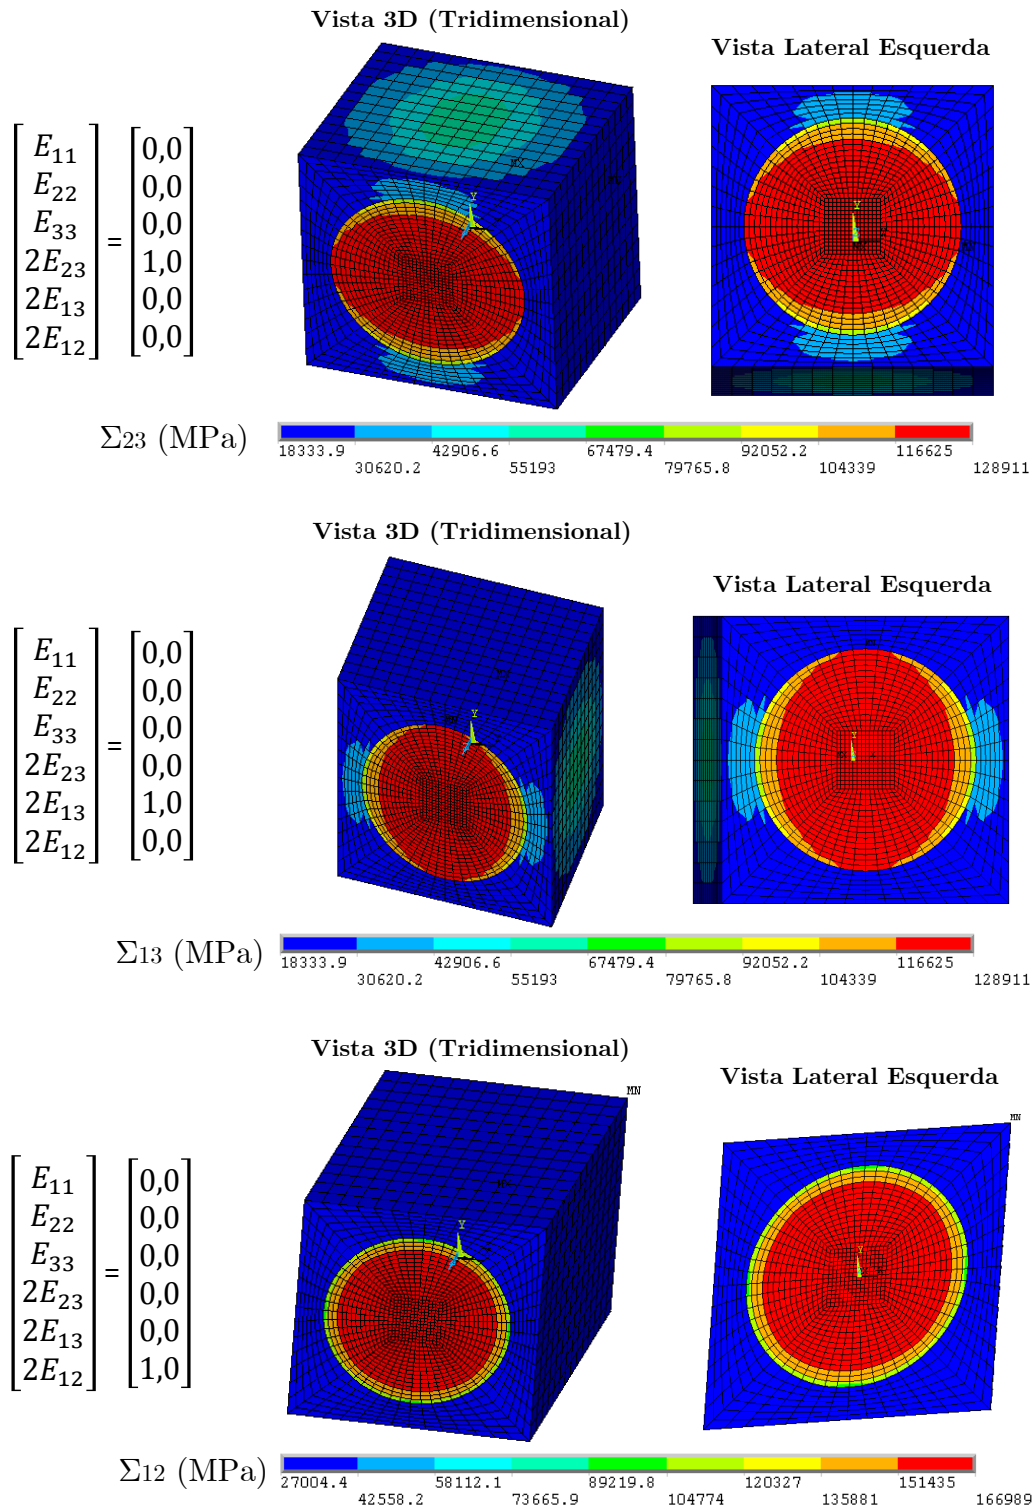 Vista 3D (Tridimensional)
Vista Lateral Esquerda
E11 0,0
E22 0,0
E33 = 0,0
2E23 1,0
2E13 0,0
2E12 0,0
MX
Y
Y
Σ23 (MPa)
18333.9 42906.6 67479.4 92052.2 116625
30620.2 55193 79765.8 104339 128911
Vista 3D (Tridimensional)
Vista Lateral Esquerda
E11 0,0
E22 0,0
E33 = 0,0
2E23 0,0
2E13 1,0
2E12 0,0
Y
Y
Σ13 (MPa)
18333.9 42906.6 67479.4 92052.2 116625
30620.2 55193 79765.8 104339 128911
Vista 3D (Tridimensional)
Vista Lateral Esquerda
MN
MN
E11 0,0
E22 0,0
E33 = 0,0
2E23 0,0
2E13 0,0
2E12 1,0
Y
Y
Σ12 (MPa)
27004.4 58112.1 89219.8 120327 151435
42558.2 73665.9 104774 135881 166989